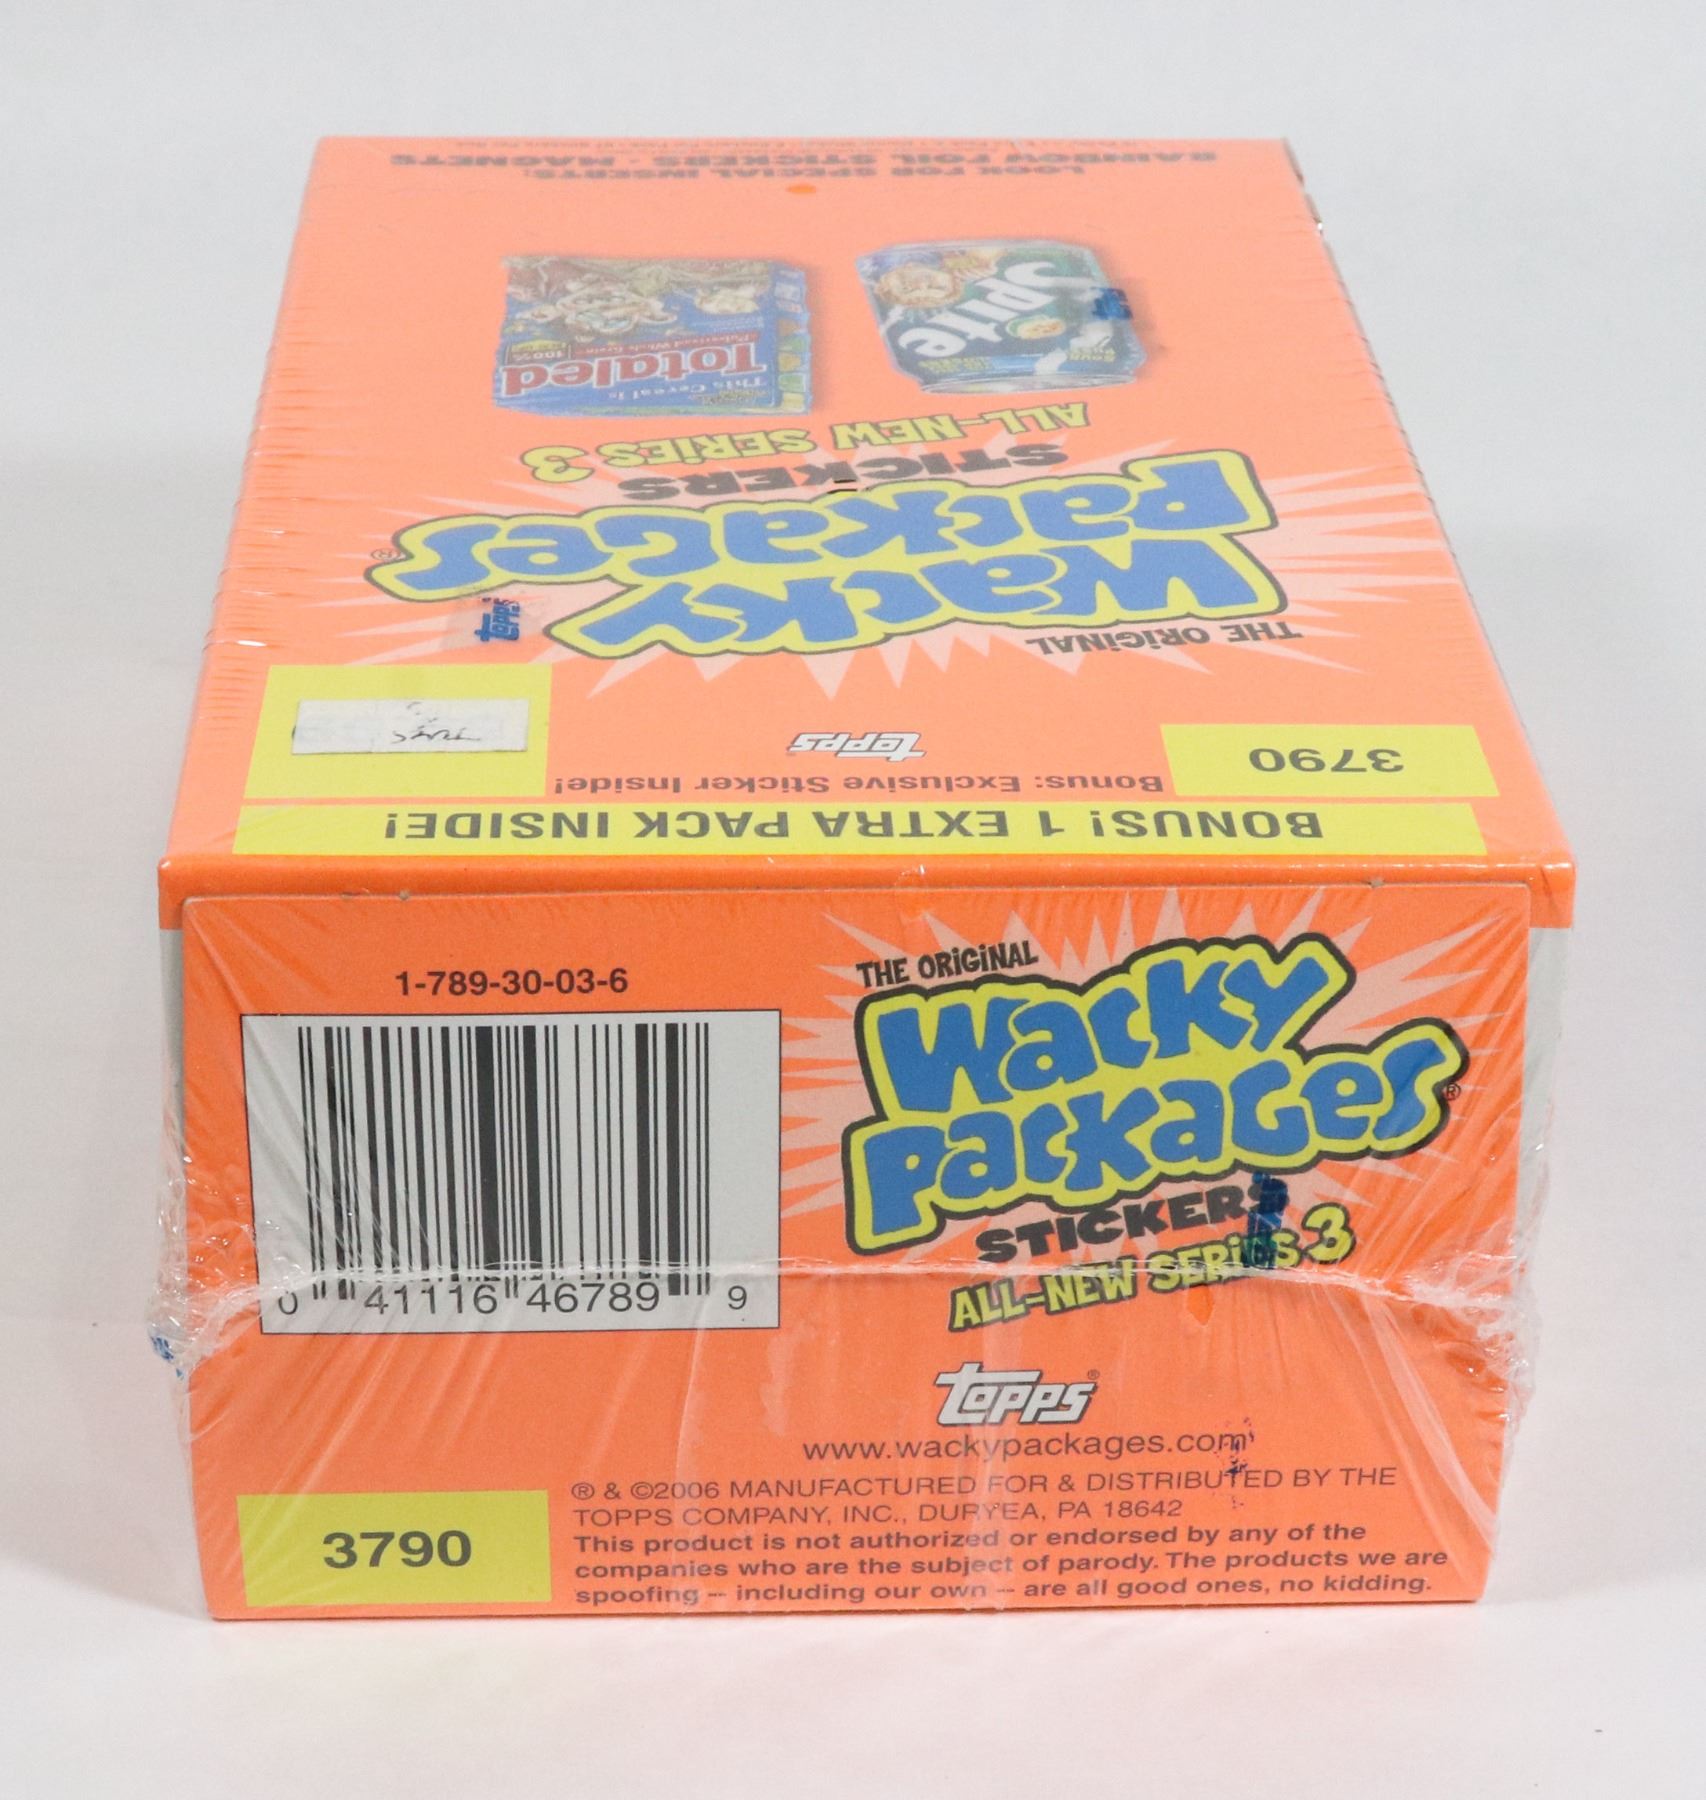 LOOK FOR SPECIAL INSERTS:
RAINBOW FOIL STICKERS • MAGNETS
Spite
This Cereal is
Totaled
100%
ALL-NEW SERIES 3
STICKERS
Wacky
Packages®
THE ORIGINAL
topps
topps
3790
Bonus: Exclusive Sticker Inside!
BONUS! 1 EXTRA PACK INSIDE!
1-789-30-03-6
0 41116 46789 9
THE ORIGINAL
Wacky
Packages®
STICKERS
ALL-NEW SERIES 3
topps®
www.wackypackages.com
® & ©2006 MANUFACTURED FOR & DISTRIBUTED BY THE
TOPPS COMPANY, INC., DURYEA, PA 18642
This product is not authorized or endorsed by any of the
companies who are the subject of parody. The products we are
spoofing -- including our own -- are all good ones, no kidding.
3790